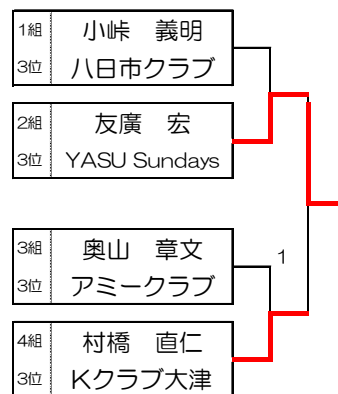 1組 小峠 義明
3位 八日市クラブ
2組 友廣 宏
3位 YASU Sundays
3組 奥山 章文
3位 アミークラブ
1
4組 村橋 直仁
3位 Kクラブ大津